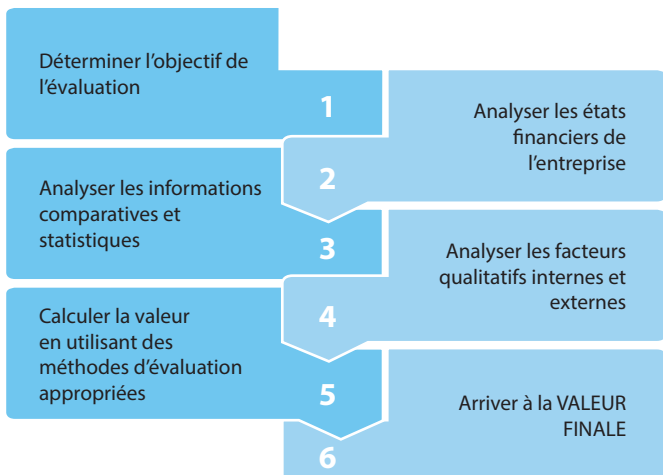 Déterminer l'objectif de
l'évaluation
1
Analyser les états
financiers de
l'entreprise
2
Analyser les informations
comparatives et
statistiques
3
Analyser les facteurs
qualitatifs internes et
externes
4
Calculer la valeur
en utilisant des
méthodes d'évaluation
appropriées
5
Arriver à la VALEUR
FINALE
6